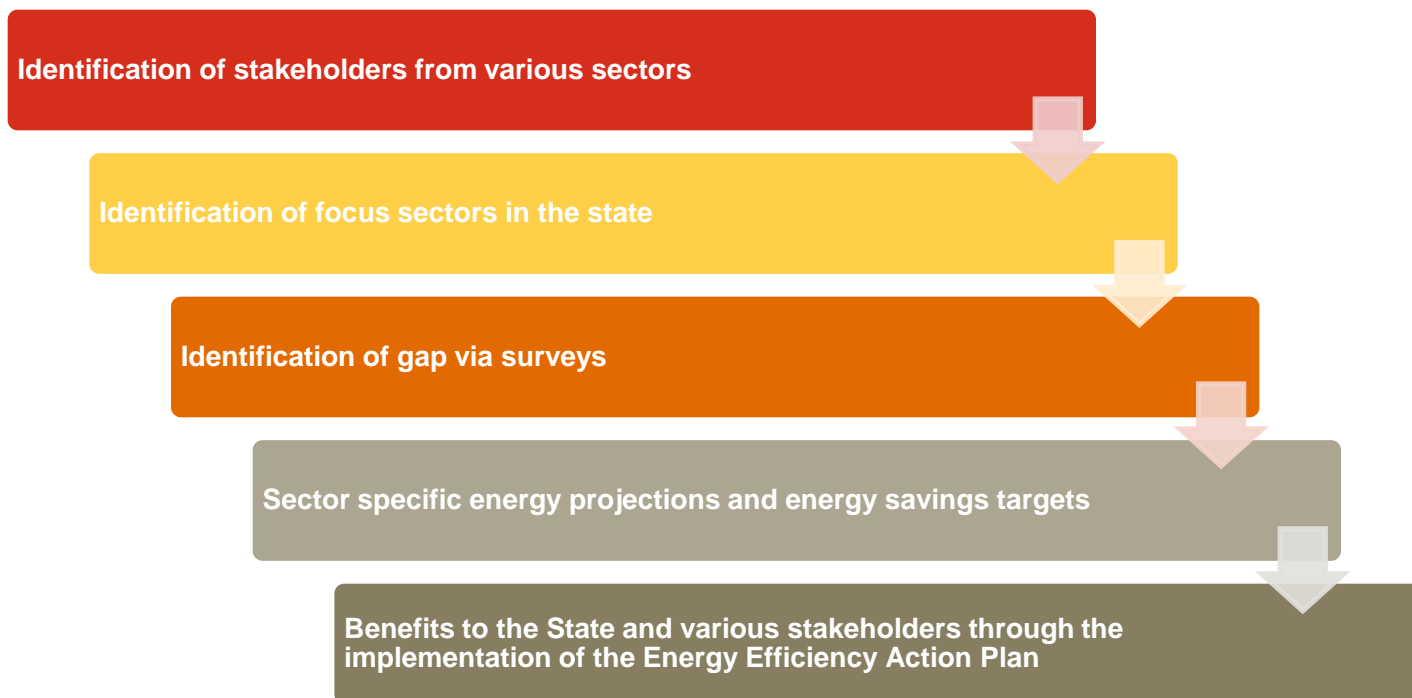 Identification of stakeholders from various sectors
Identification of focus sectors in the state
Identification of gap via surveys
Sector specific energy projections and energy savings targets
Benefits to the State and various stakeholders through the
implementation of the Energy Efficiency Action Plan